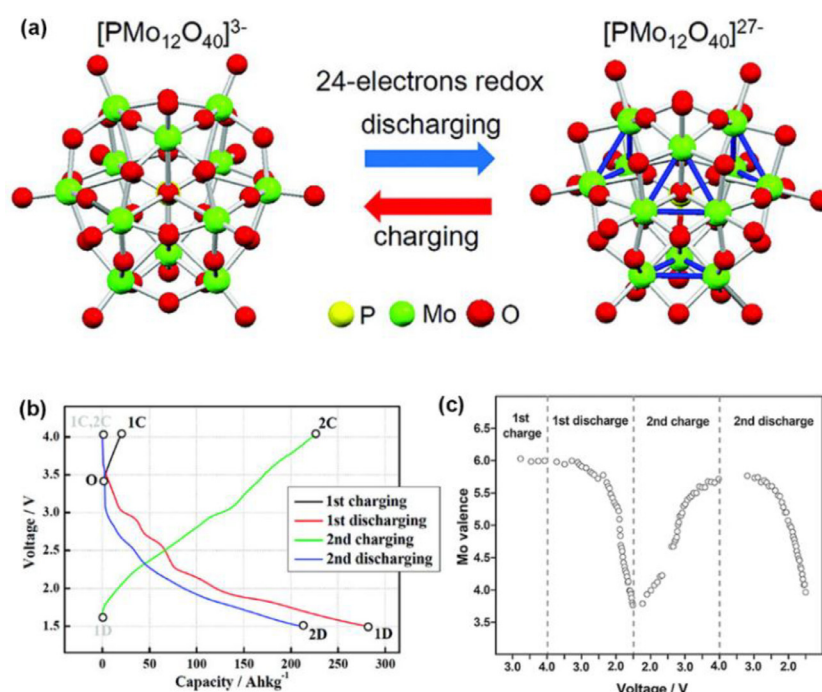 (a)
[PMo₁₂O₄₀]³⁻
[PMo₁₂O₄₀]²⁷⁻
24-electrons redox
discharging
charging
P Mo O
(b)
1C,2C 1C 2C
4.0
3.5
3.0
2.5
2.0
1.5
O
1st charging
1st discharging
2nd charging
2nd discharging
1D 2D 1D
0 50 100 150 200 250 300
Capacity / Ahkg⁻¹
Voltage / V
(c)
1st charge
1st discharge
2nd charge
2nd discharge
6.0
5.5
5.0
4.5
4.0
3.5
Mo valence
3.0 4.0 3.0 2.0 2.0 4.0 3.0 2.0
Voltage / V